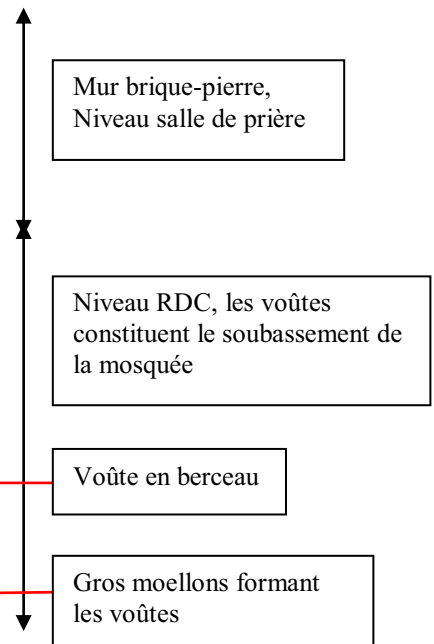 Mur brique-pierre,
Niveau salle de prière
Niveau RDC, les voûtes
constituent le soubassement de
la mosquée
Voûte en berceau
Gros moellons formant
les voûtes